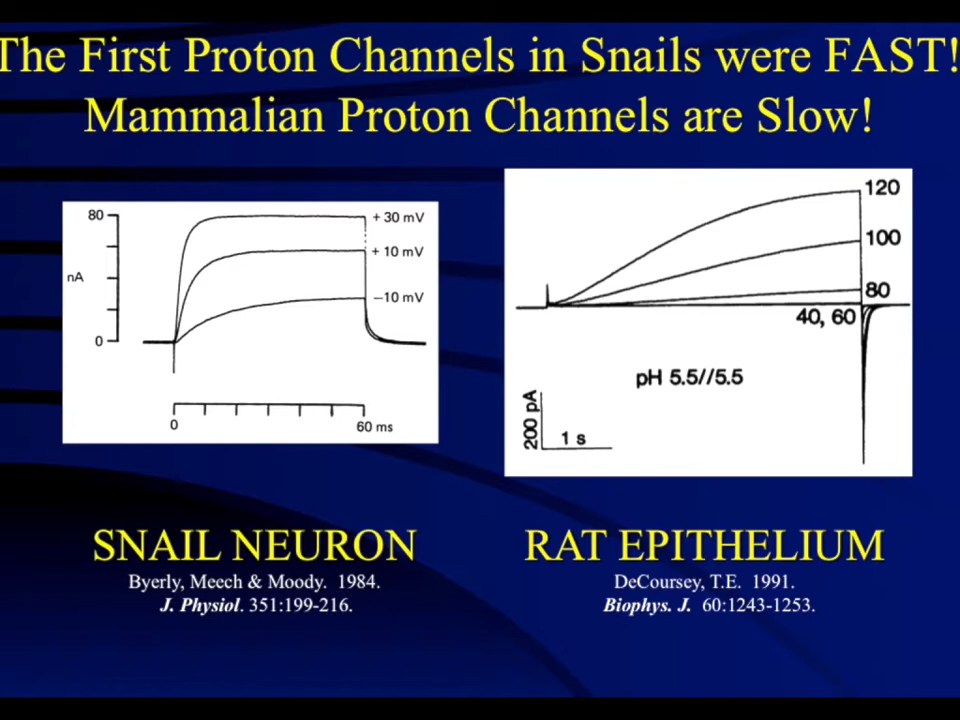 The First Proton Channels in Snails were FAST!
Mammalian Proton Channels are Slow!
80
nA
0
+ 30 mV
+ 10 mV
−10 mV
0
60 ms
120
100
80
40, 60
pH 5.5//5.5
200 pA
1 s
SNAIL NEURON
Byerly, Meech & Moody. 1984.
J. Physiol. 351:199-216.
RAT EPITHELIUM
DeCoursey, T.E. 1991.
Biophys. J. 60:1243-1253.